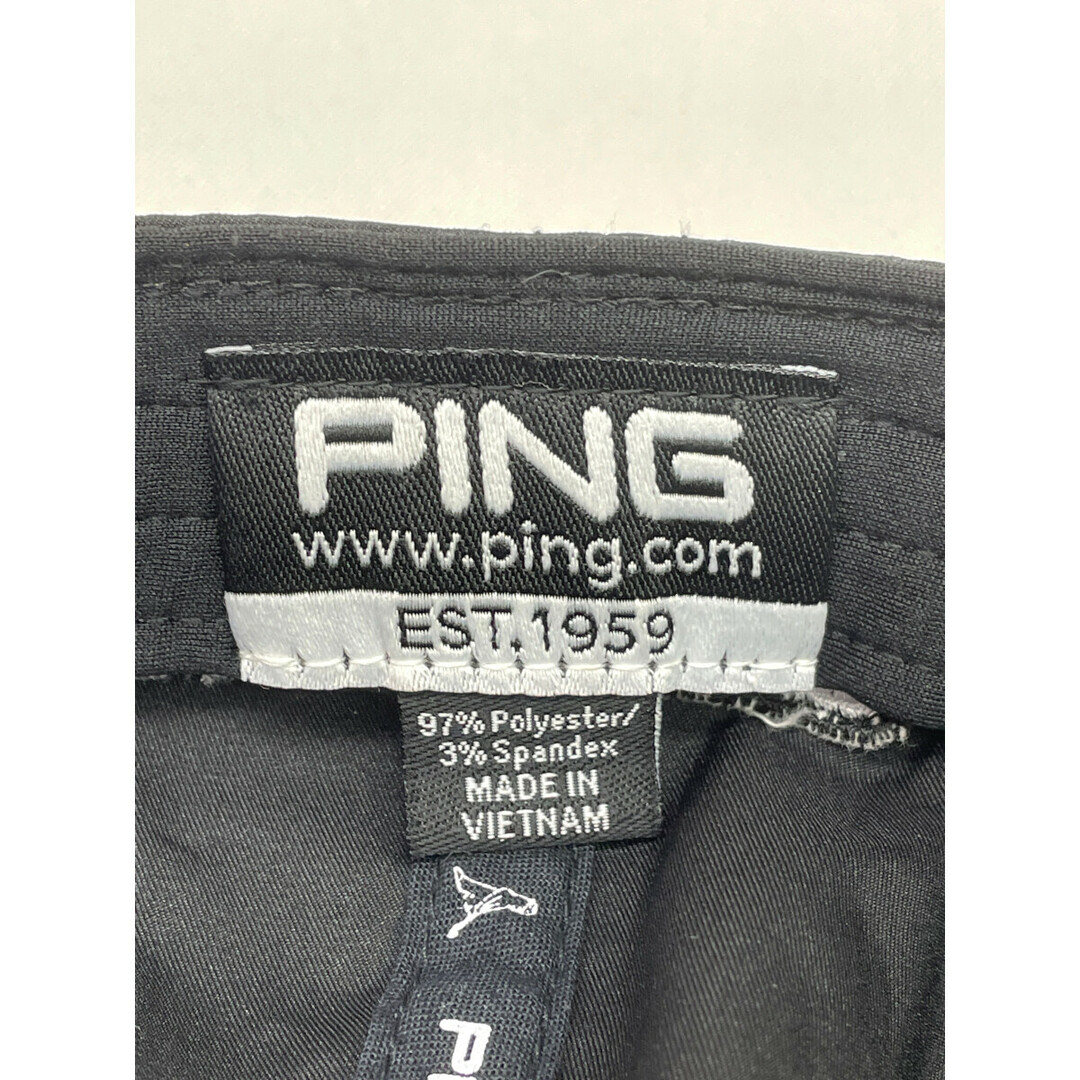 PING
www.ping.com
EST.1959
97% Polyester/
3% Spandex
MADE IN
VIETNAM
P